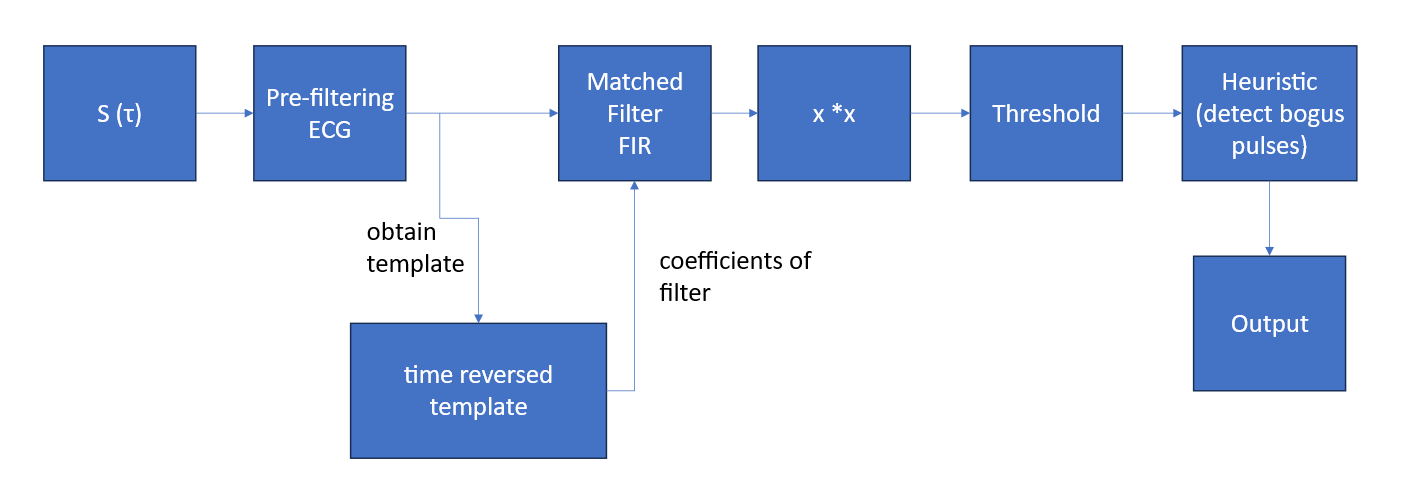 S (τ)
Pre-filtering
ECG
Matched
Filter
FIR
x *x
Threshold
Heuristic
(detect bogus
pulses)
obtain
template
coefficients of
filter
time reversed
template
Output